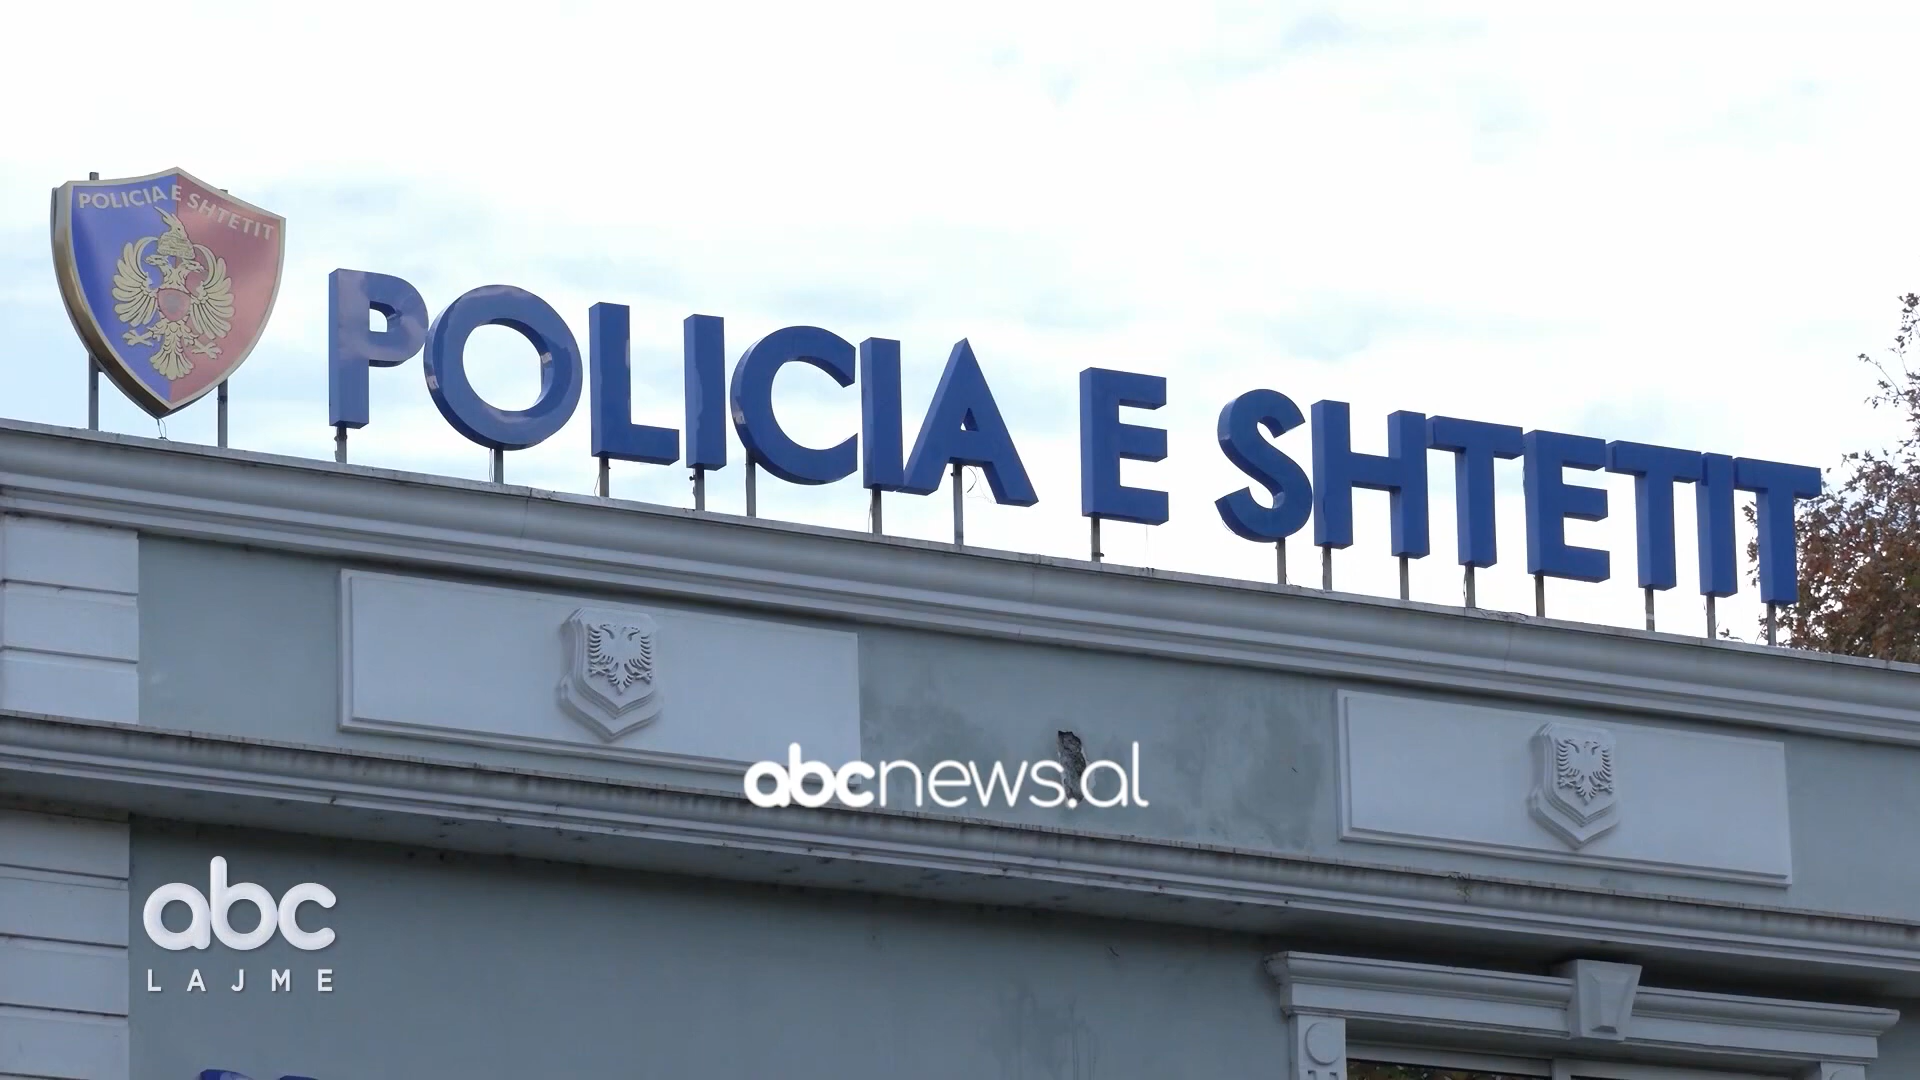 POLICIA E SHTETIT
POLICIA E SHTETIT
abcnews.al
abc
LAJME